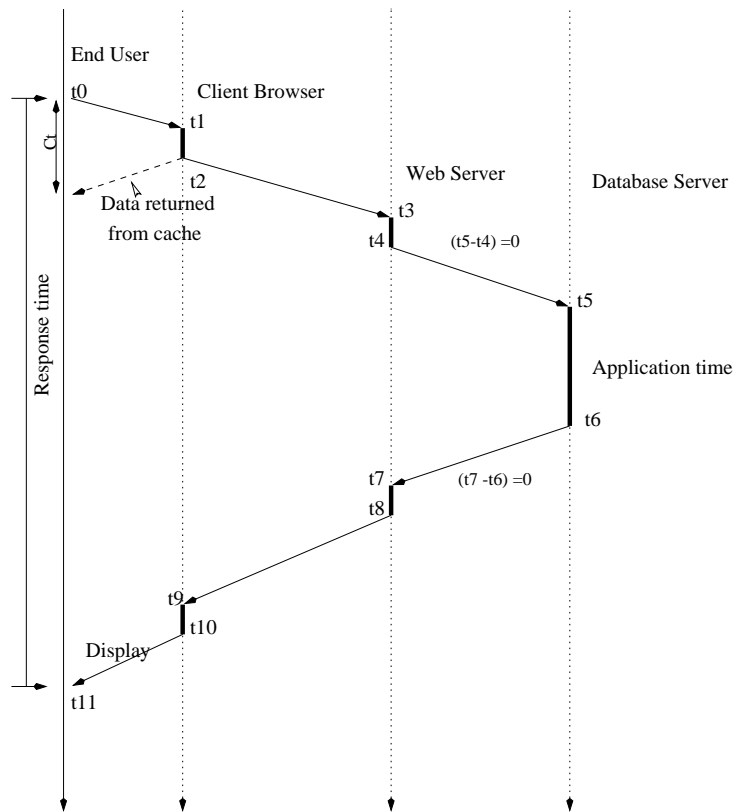 End User
t0
Client Browser
t1
Ct
t2
Data returned
from cache
Web Server
Database Server
t3
t4
(t5-t4) =0
t5
Response time
Application time
t6
t7
(t7 -t6) =0
t8
t9
t10
Display
t11